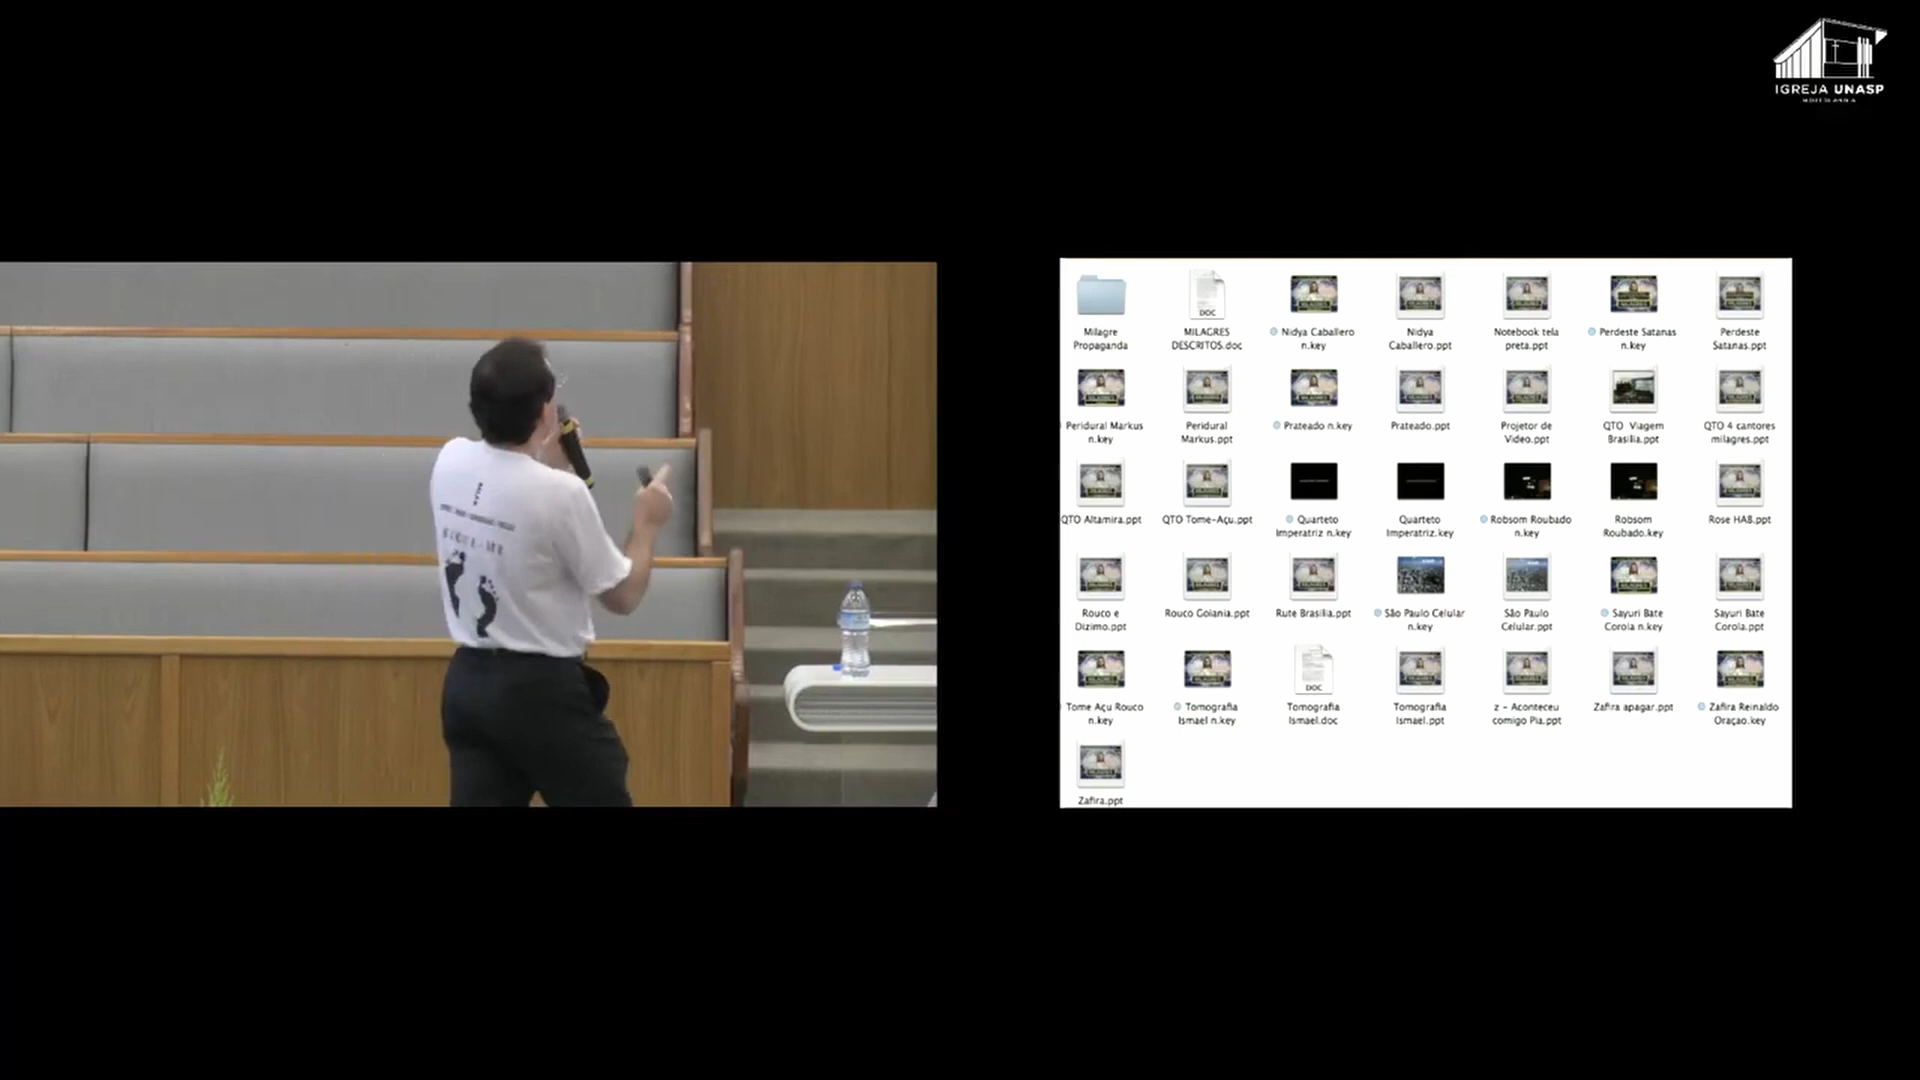 IGREJA UNASP
Milagre
Propaganda
MILAGRES
DESCRITOS.doc
Nidya Caballero
n.key
Nidya
Caballero.ppt
Notebook tela
preta.ppt
Perdeste Satanas
n.key
Perdeste
Satanas.ppt
DOC
Peridural Markus
n.key
Peridural
Markus.ppt
Prateado n.key
Prateado.ppt
Projetor de
Video.ppt
QTO Viagem
Brasilia.ppt
QTO 4 cantores
milagres.ppt
QTO Altamira.ppt
QTO Tome-Açu.ppt
Quarteto
Imperatriz n.key
Quarteto
Imperatriz.key
Robsom Roubado
n.key
Robsom
Roubado.key
Rose HAB.ppt
Rouco e
Dizimo.ppt
Rouco Goiania.ppt
Rute Brasilia.ppt
São Paulo Celular
n.key
São Paulo
Celular.ppt
Sayuri Bate
Corola n.key
Sayuri Bate
Corola.ppt
Tome Açu Rouco
n.key
Tomografia
Ismael n.key
DOC
Tomografia
Ismael.doc
Tomografia
Ismael.ppt
z - Aconteceu
comigo Pia.ppt
Zafira apagar.ppt
Zafira Reinaldo
Oraçao.key
Zafira.ppt